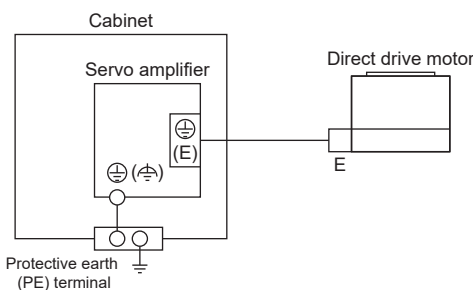 Cabinet
Servo amplifier
Direct drive motor
(E)
( )
E
Protective earth
(PE) terminal